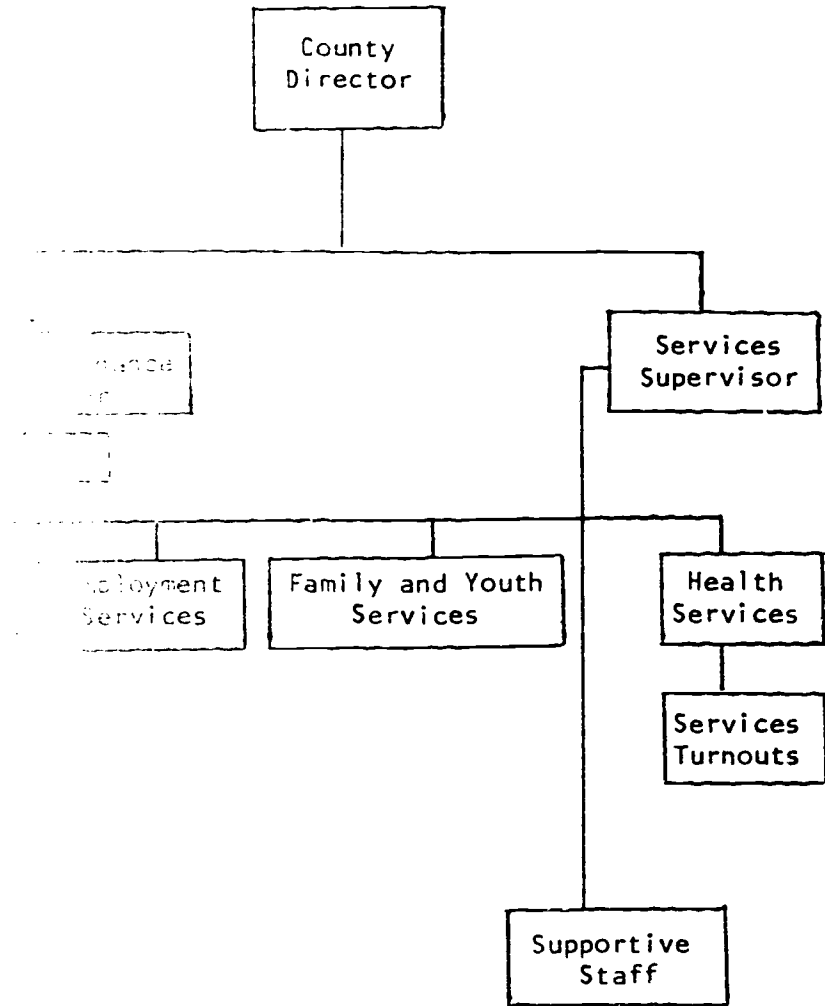 County
Director
Services
Supervisor
Services
Family and Youth
Services
Health
Services
Services
Turnouts
Supportive
Staff